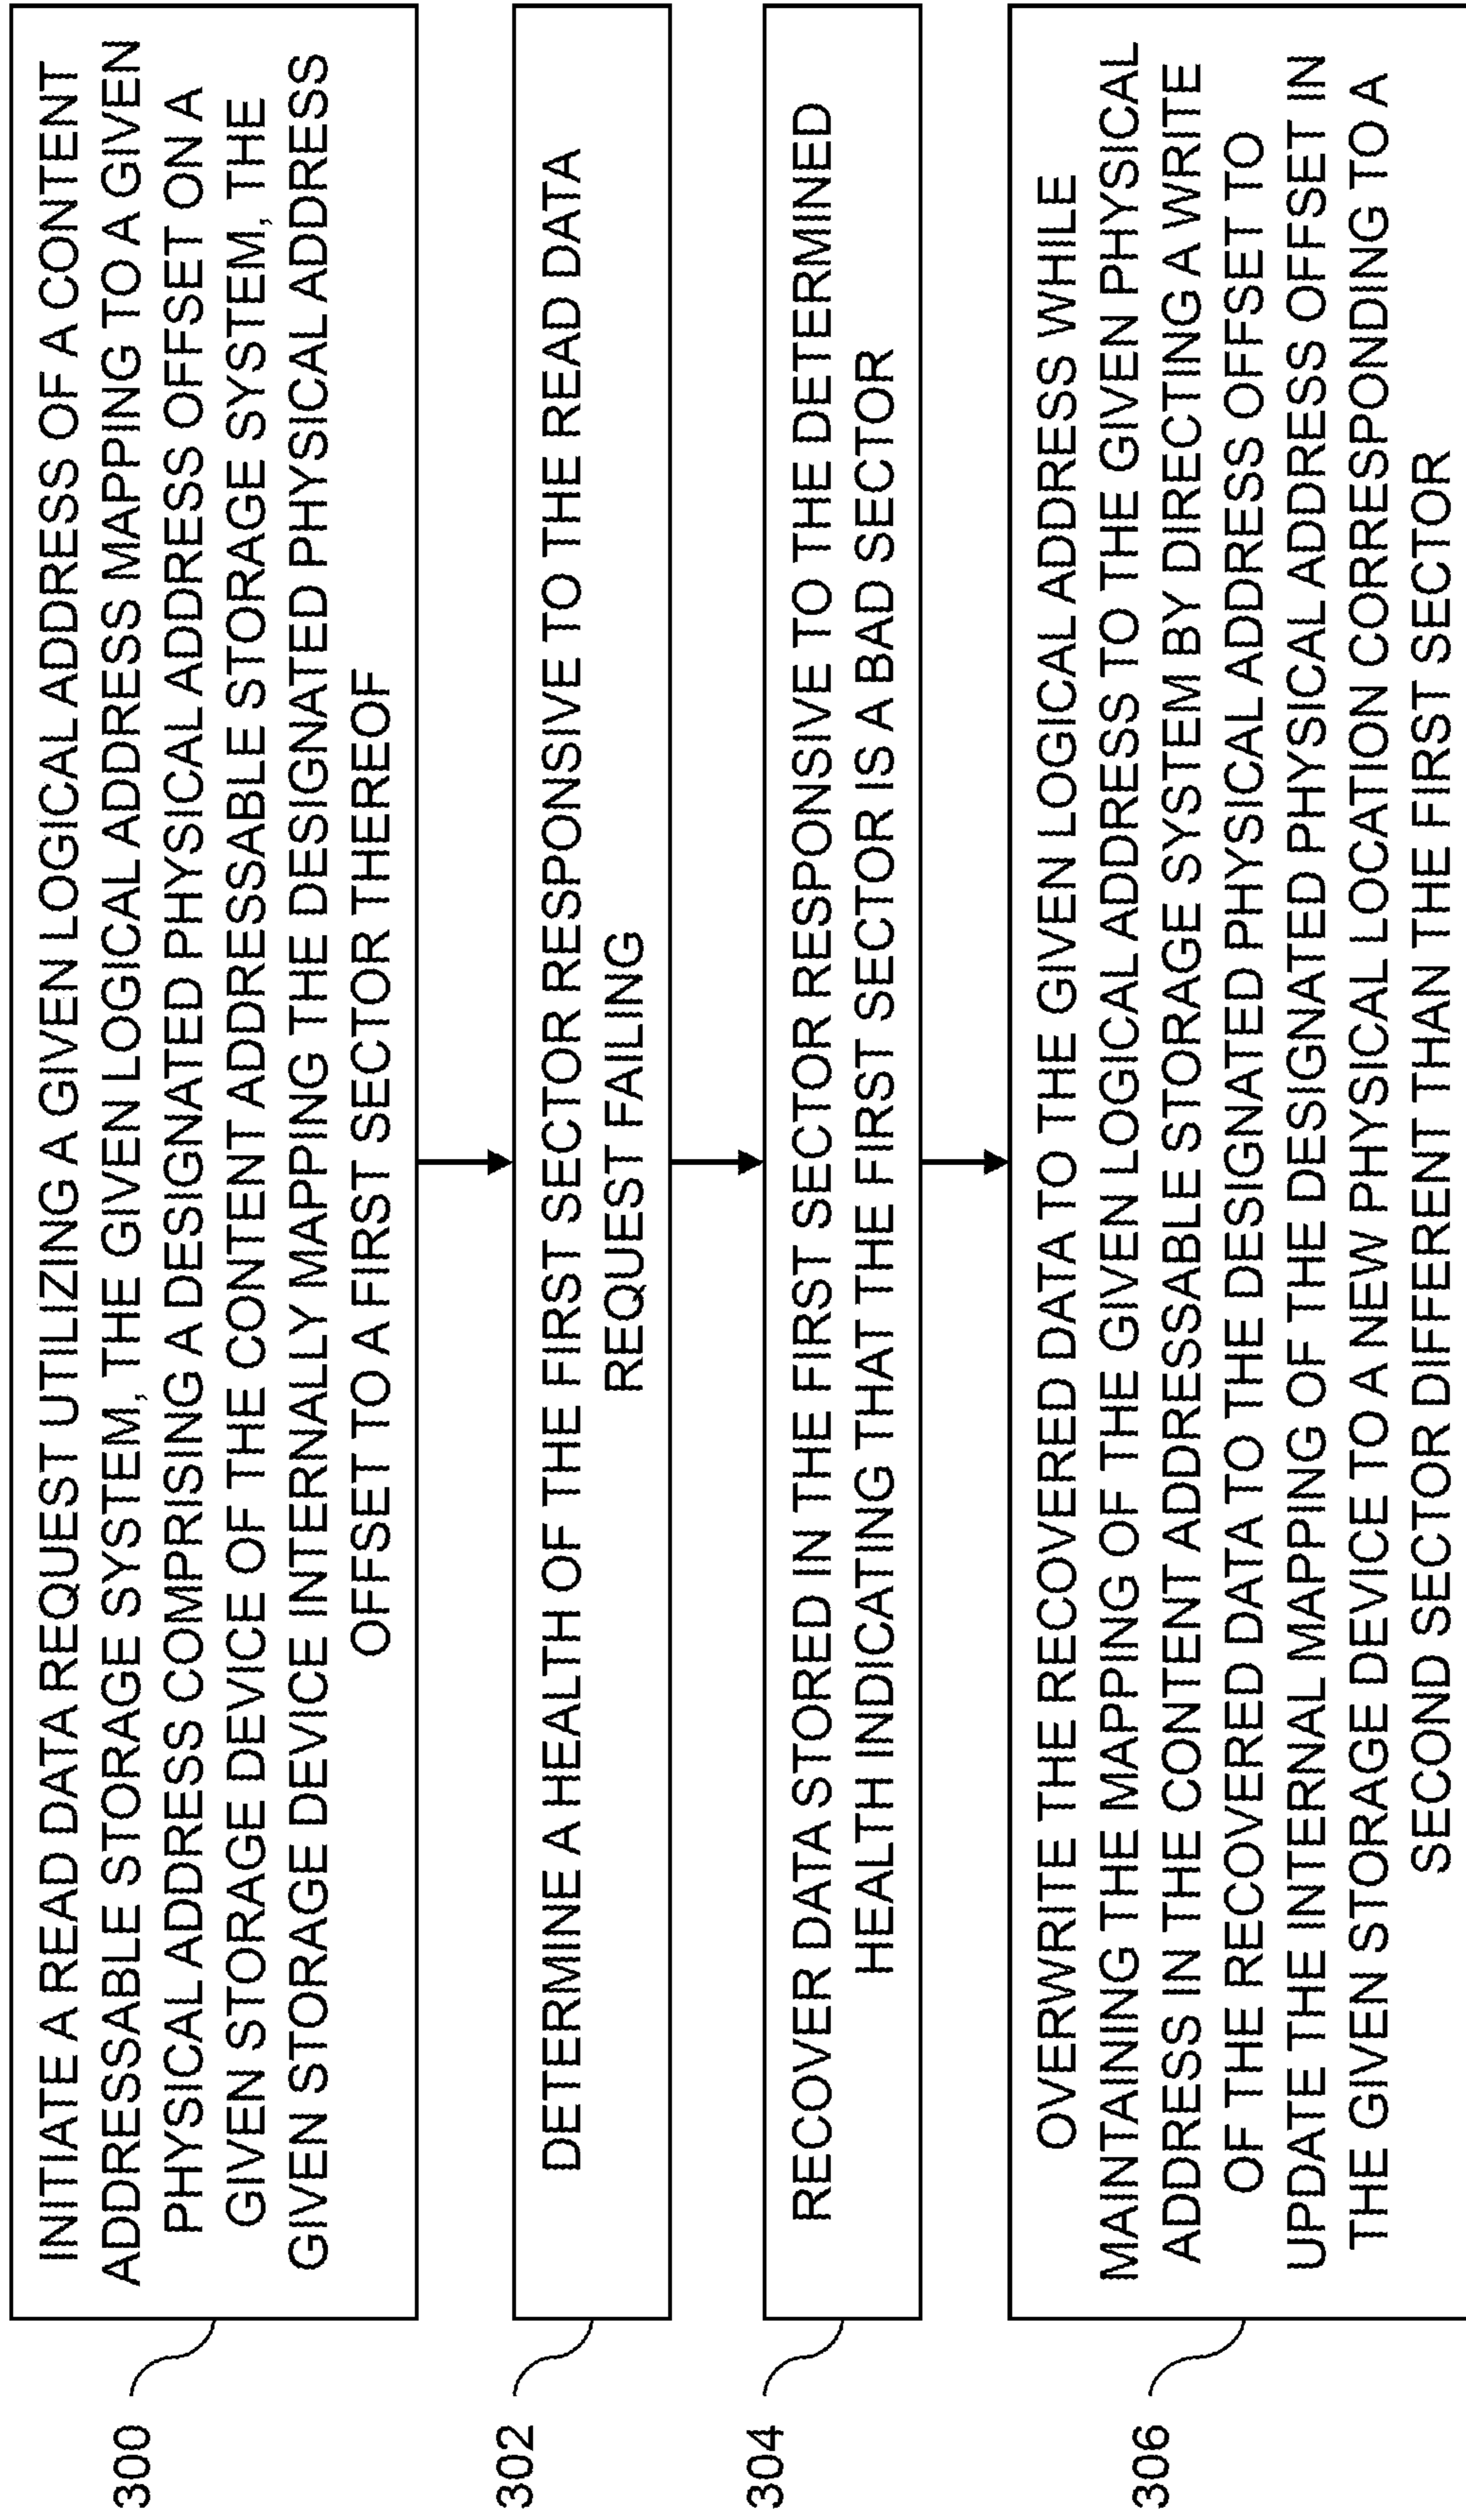 300
INITIATE A READ DATA REQUEST UTILIZING A GIVEN LOGICAL ADDRESS OF A CONTENT
ADDRESSABLE STORAGE SYSTEM, THE GIVEN LOGICAL ADDRESS MAPPING TO A GIVEN
PHYSICAL ADDRESS COMPRISING A DESIGNATED PHYSICAL ADDRESS OFFSET ON A
GIVEN STORAGE DEVICE OF THE CONTENT ADDRESSABLE STORAGE SYSTEM, THE
GIVEN STORAGE DEVICE INTERNALLY MAPPING THE DESIGNATED PHYSICAL ADDRESS
OFFSET TO A FIRST SECTOR THEREOF
302
DETERMINE A HEALTH OF THE FIRST SECTOR RESPONSIVE TO THE READ DATA
REQUEST FAILING
304
RECOVER DATA STORED IN THE FIRST SECTOR RESPONSIVE TO THE DETERMINED
HEALTH INDICATING THAT THE FIRST SECTOR IS A BAD SECTOR
306
OVERWRITE THE RECOVERED DATA TO THE GIVEN LOGICAL ADDRESS WHILE
MAINTAINING THE MAPPING OF THE GIVEN LOGICAL ADDRESS TO THE GIVEN PHYSICAL
ADDRESS IN THE CONTENT ADDRESSABLE STORAGE SYSTEM BY DIRECTING A WRITE
OF THE RECOVERED DATA TO THE DESIGNATED PHYSICAL ADDRESS OFFSET TO
UPDATE THE INTERNAL MAPPING OF THE DESIGNATED PHYSICAL ADDRESS OFFSET IN
THE GIVEN STORAGE DEVICE TO A NEW PHYSICAL LOCATION CORRESPONDING TO A
SECOND SECTOR DIFFERENT THAN THE FIRST SECTOR